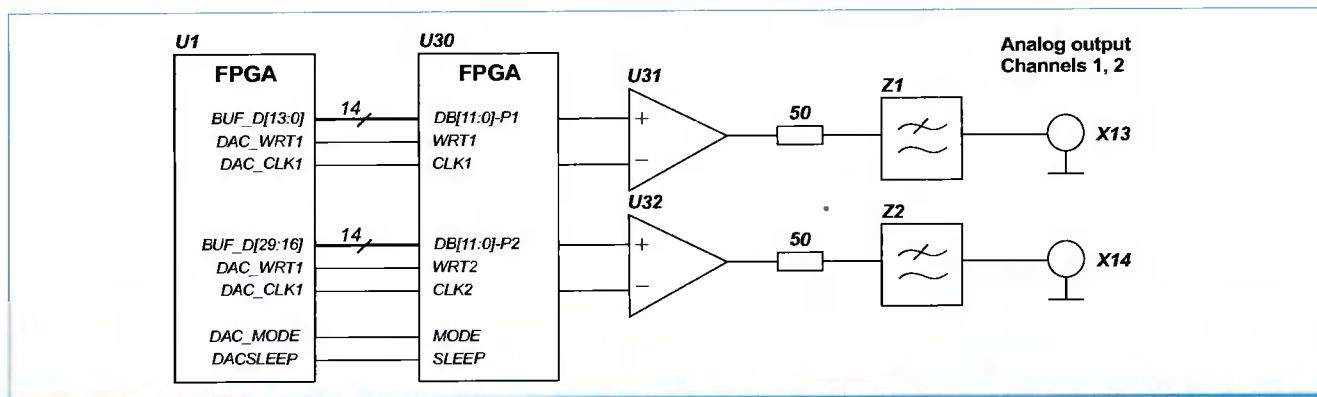 U1
FPGA
BUF_D[13:0]
DAC_WRT1
DAC_CLK1
BUF_D[29:16]
DAC_WRT1
DAC_CLK1
DAC_MODE
DACSLEEP
14
14
U30
FPGA
DB[11:0]-P1
WRT1
CLK1
DB[11:0]-P2
WRT2
CLK2
MODE
SLEEP
U31
+
−
U32
+
−
50
50
Z1
Z2
Analog output
Channels 1, 2
X13
X14